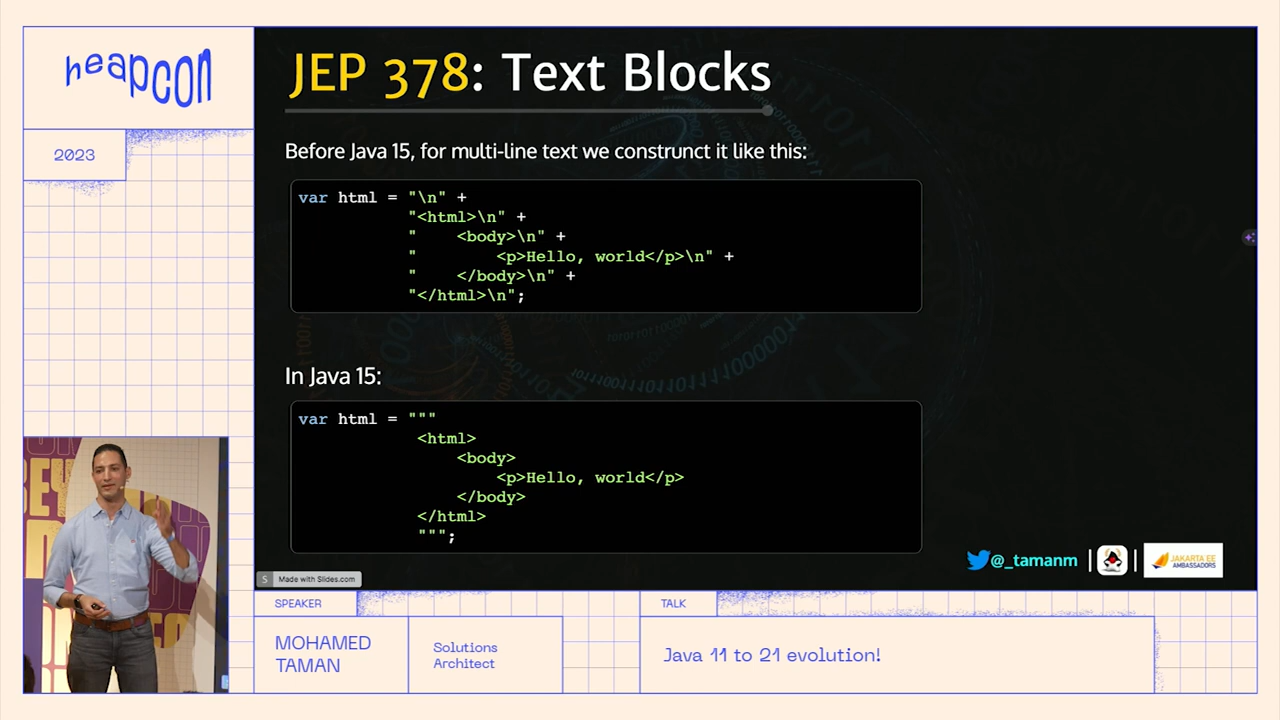 heapcon
2023
JEP 378: Text Blocks
Before Java 15, for multi-line text we construnct it like this:
var html = "\n" +
           "<html>\n" +
           "    <body>\n" +
           "        <p>Hello, world</p>\n" +
           "    </body>\n" +
           "</html>\n";
In Java 15:
var html = """
            <html>
                <body>
                    <p>Hello, world</p>
                </body>
            </html>
            """;
@_tamanm
JAKARTA EE
AMBASSADORS
S Made with Slides.com
SPEAKER
MOHAMED
TAMAN
Solutions
Architect
TALK
Java 11 to 21 evolution!